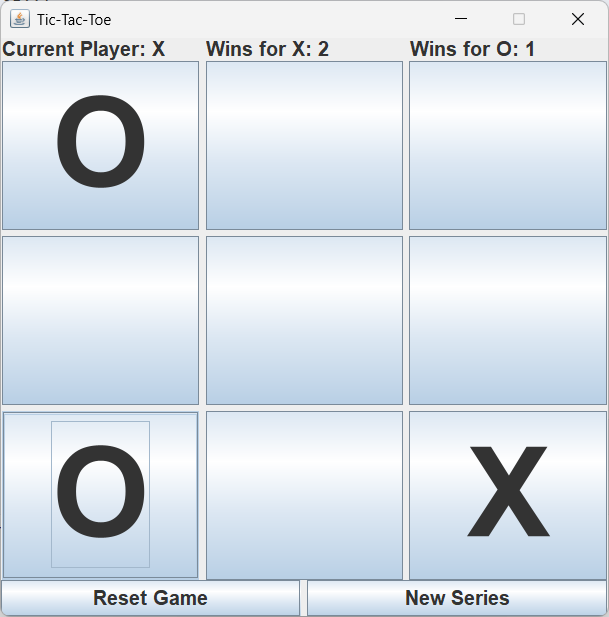 Tic-Tac-Toe
Current Player: X Wins for X: 2 Wins for O: 1
O
O X
Reset Game New Series